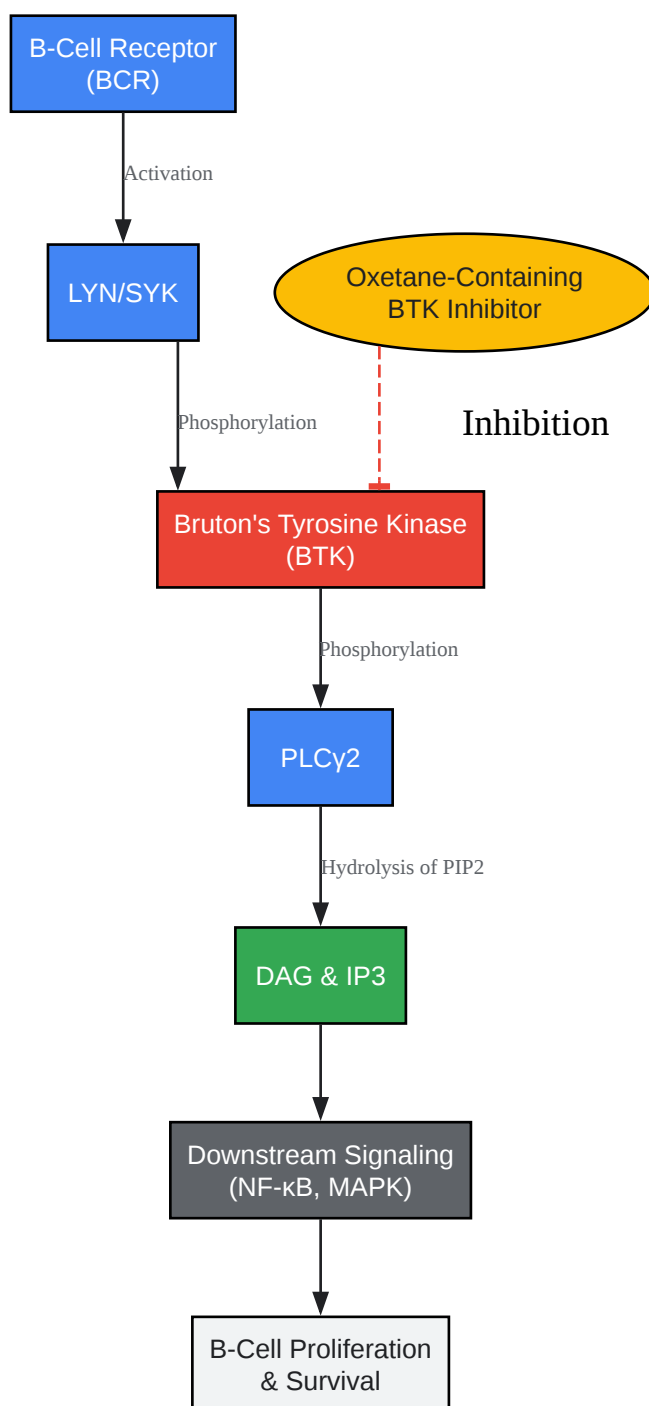 B-Cell Receptor
(BCR)
Activation
LYN/SYK
Oxetane-Containing
BTK Inhibitor
Phosphorylation
Inhibition
Bruton's Tyrosine Kinase
(BTK)
Phosphorylation
PLCγ2
Hydrolysis of PIP2
DAG & IP3
Downstream Signaling
(NF-κB, MAPK)
B-Cell Proliferation
& Survival